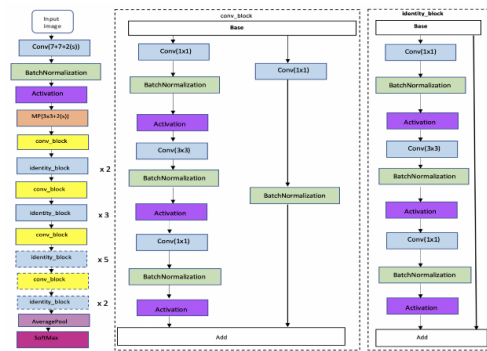 Input
image
Conv(7+7+2(s))
BatchNormalization
Activation
MP(3x3+2(s)
conv_block
identity_block
x 2
conv_block
identity_block
x 3
conv_block
identity_block
x 5
conv_block
identity_block
x 2
AveragePool
SoftMax
conv_block
Base
Conv(1x1)
BatchNormalization
Activation
Conv(3x3)
BatchNormalization
Activation
Conv(1x1)
BatchNormalization
Activation
Conv(1x1)
BatchNormalization
Add
identity_block
Base
Conv(1x1)
BatchNormalization
Activation
Conv(3x3)
BatchNormalization
Activation
Conv(1x1)
BatchNormalization
Activation
Add